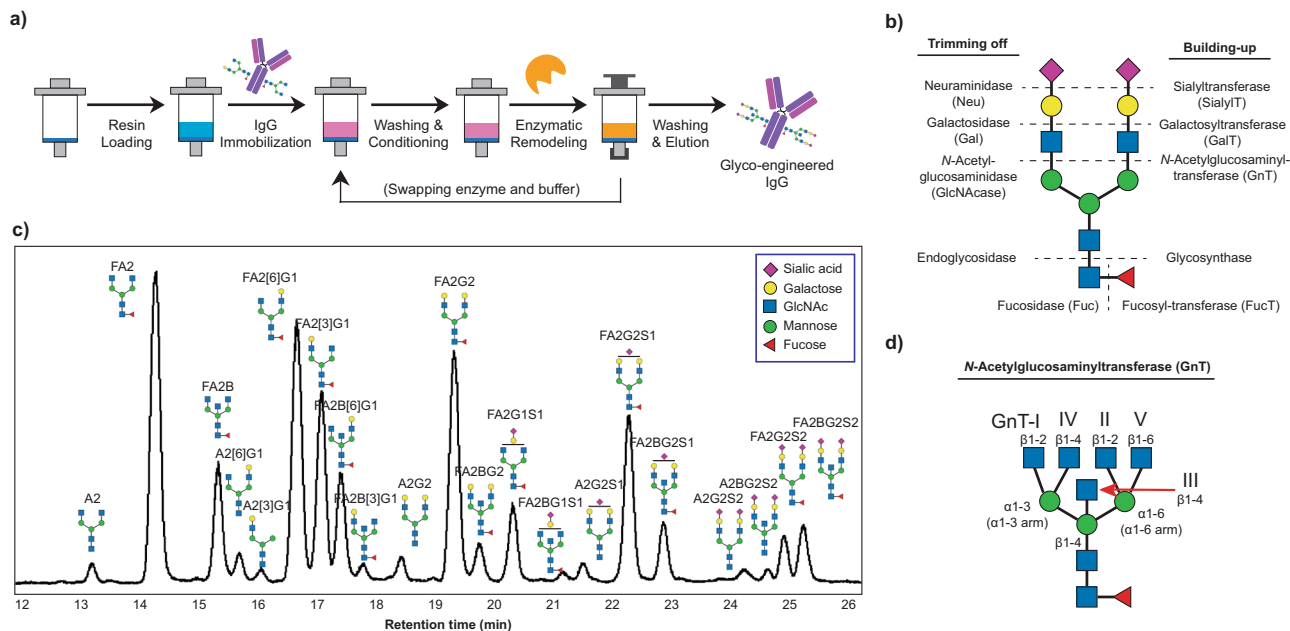 a)
Resin
Loading
IgG
Immobilization
Washing &
Conditioning
Enzymatic
Remodeling
Washing
& Elution
Glyco-engineered
IgG
(Swapping enzyme and buffer)
b)
Trimming off
Building-up
Neuraminidase
(Neu)
Sialyltransferase
(SialylT)
Galactosidase
(Gal)
Galactosyltransferase
(GalT)
N-Acetyl-
glucosaminidase
(GlcNAcase)
N-Acetylglucosaminyl-
transferase (GnT)
Endoglycosidase
Glycosynthase
Fucosidase (Fuc)
Fucosyl-transferase (FucT)
c)
A2
FA2
FA2B
A2[6]G1
A2[3]G1
FA2[6]G1
FA2[3]G1
FA2B[6]G1
FA2B[3]G1
A2G2
FA2G2
FA2BG2
FA2G1S1
FA2BG1S1
A2G2S1
FA2G2S1
FA2BG2S1
A2G2S2
A2BG2S2
FA2G2S2
FA2BG2S2
Sialic acid
Galactose
GlcNAc
Mannose
Fucose
12 13 14 15 16 17 18 19 20 21 22 23 24 25 26
Retention time (min)
d)
N-Acetylglucosaminyltransferase (GnT)
GnT-I IV II V
β1-2 β1-4 β1-2 β1-6
III
β1-4
α1-3
(α1-3 arm)
α1-6
(α1-6 arm)
β1-4